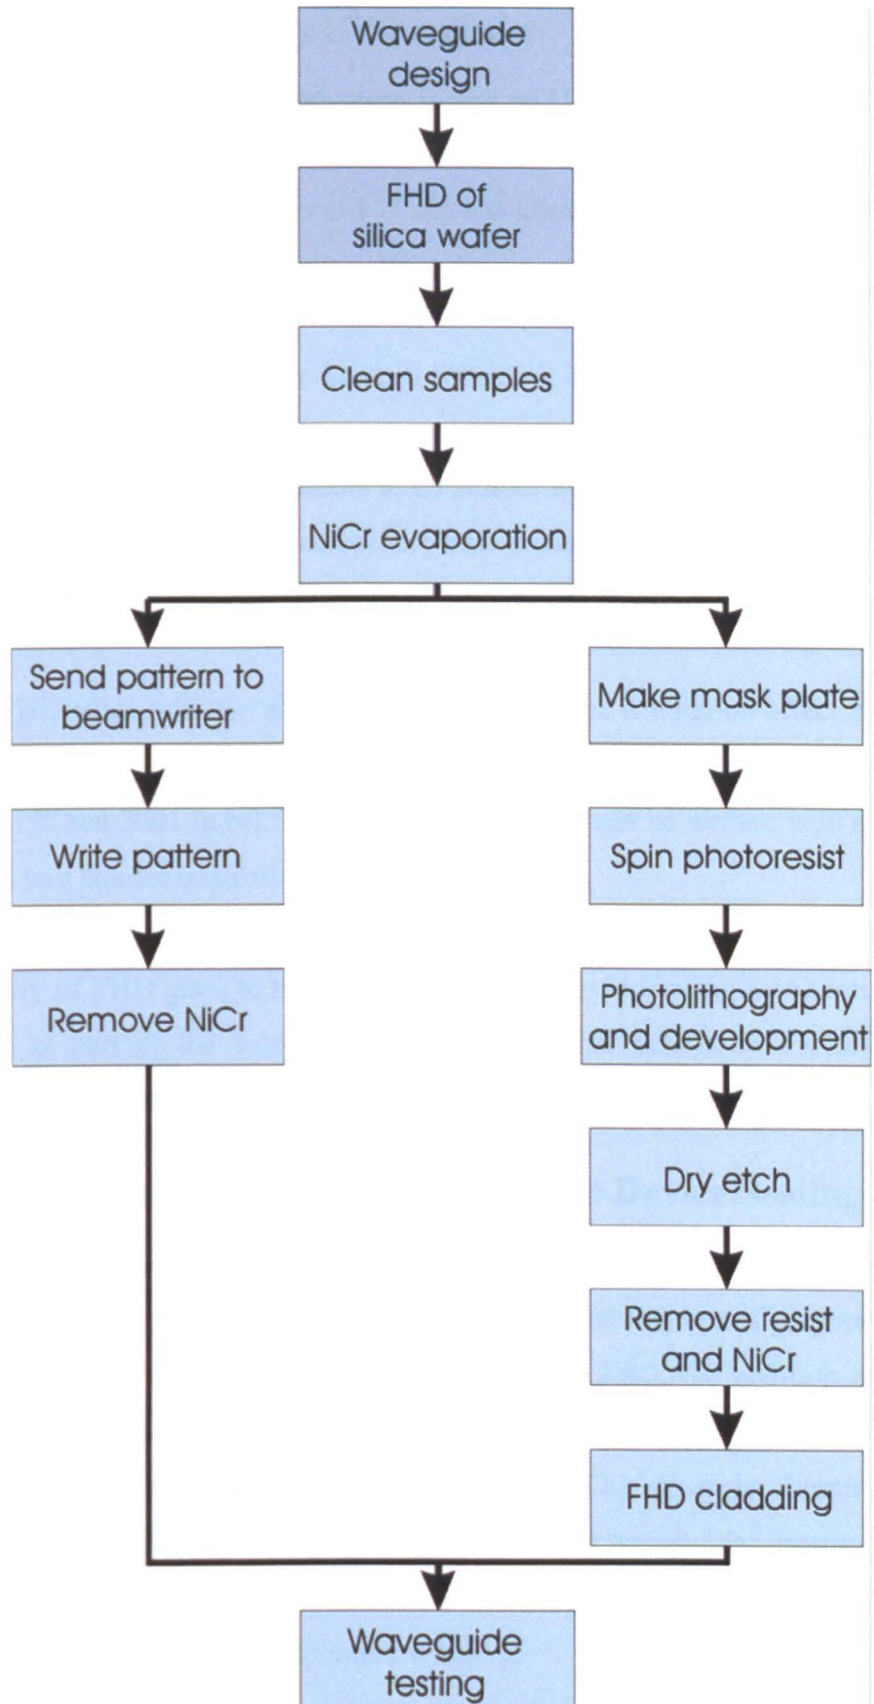 Waveguide
design
FHD of
silica wafer
Clean samples
NiCr evaporation
Send pattern to
beamwriter
Write pattern
Remove NiCr
Make mask plate
Spin photoresist
Photolithography
and development
Dry etch
Remove resist
and NiCr
FHD cladding
Waveguide
testing